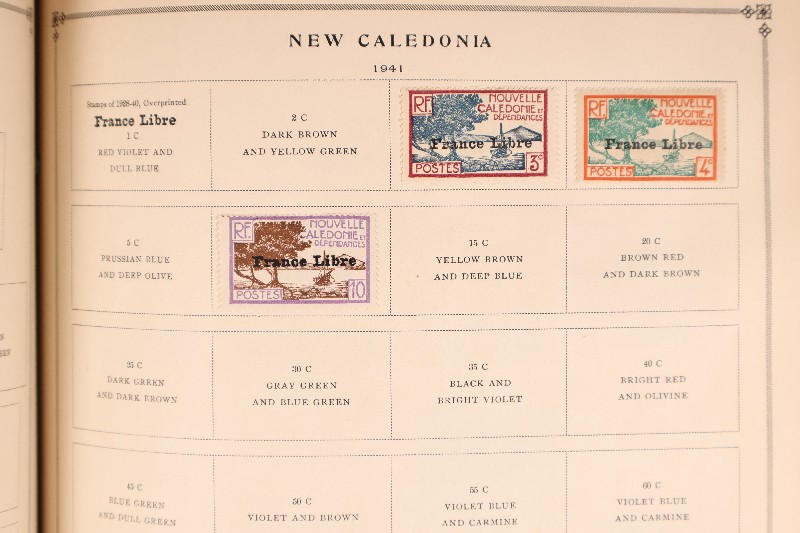 NEW CALEDONIA
1941
Stamps of 1928-40, Overprinted
France Libre
1 C
RED VIOLET AND
DULL BLUE
2 C
DARK BROWN
AND YELLOW GREEN
RF
NOUVELLE
CALEDONIE ET
DÉPENDANCES
France Libre
POSTES
3c
RF
NOUVELLE
CALEDONIE ET
DÉPENDANCES
France Libre
POSTES
4c
5 C
PRUSSIAN BLUE
AND DEEP OLIVE
RF
NOUVELLE
CALEDONIE ET
DÉPENDANCES
France Libre
POSTES
10
15 C
YELLOW BROWN
AND DEEP BLUE
20 C
BROWN RED
AND DARK BROWN
25 C
DARK GREEN
AND DARK BROWN
30 C
GRAY GREEN
AND BLUE GREEN
35 C
BLACK AND
BRIGHT VIOLET
40 C
BRIGHT RED
AND OLIVINE
45 C
BLUE GREEN
AND DULL GREEN
50 C
VIOLET AND BROWN
55 C
VIOLET BLUE
AND CARMINE
60 C
VIOLET BLUE
AND CARMINE